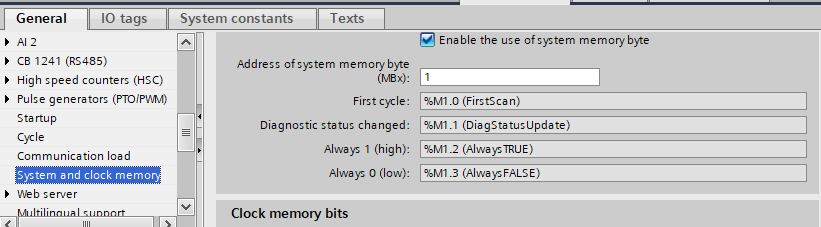 General
IO tags
System constants
Texts
AI 2
CB 1241 (RS485)
High speed counters (HSC)
Pulse generators (PTO/PWM)
Startup
Cycle
Communication load
System and clock memory
Web server
Multilingual support
Enable the use of system memory byte
Address of system memory byte
(MBx): 1
First cycle: %M1.0 (FirstScan)
Diagnostic status changed: %M1.1 (DiagStatusUpdate)
Always 1 (high): %M1.2 (AlwaysTRUE)
Always 0 (low): %M1.3 (AlwaysFALSE)
Clock memory bits